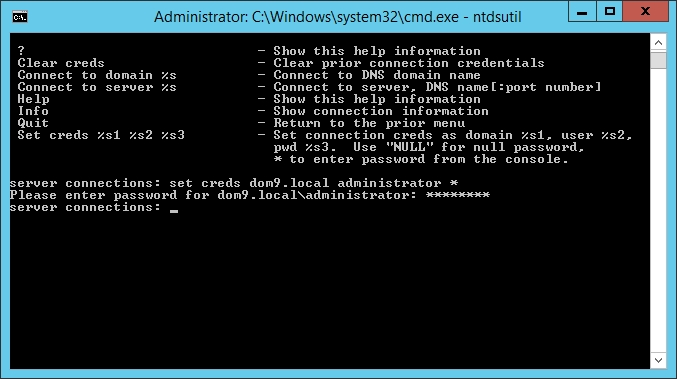 Administrator: C:\Windows\system32\cmd.exe - ntdsutil
? - Show this help information
Clear creds - Clear prior connection credentials
Connect to domain %s - Connect to DNS domain name
Connect to server %s - Connect to server, DNS name[:port number]
Help - Show this help information
Info - Show connection information
Quit - Return to the prior menu
Set creds %s1 %s2 %s3 - Set connection creds as domain %s1, user %s2,
pwd %s3. Use "NULL" for null password,
* to enter password from the console.
server connections: set creds dom9.local administrator *
Please enter password for dom9.local\administrator: ********
server connections: _